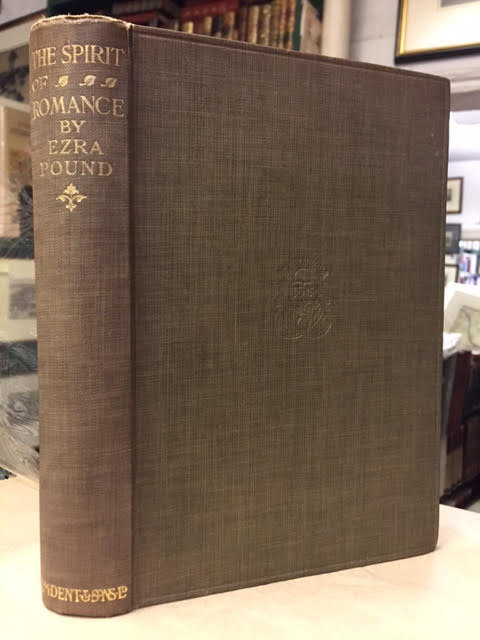 THE SPIRIT
OF
ROMANCE
BY
EZRA
POUND
J.M.DENT & SONS. LD